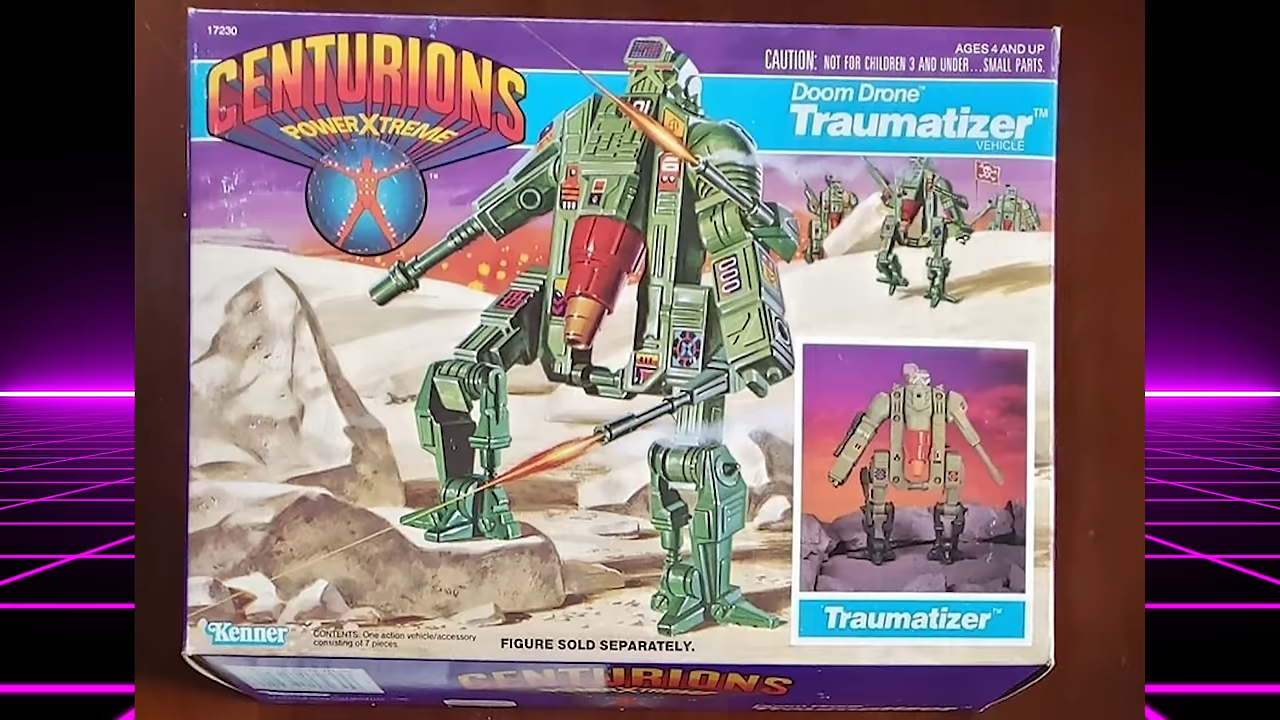 17230
CENTURIONS
POWER XTREME
™
AGES 4 AND UP
CAUTION: NOT FOR CHILDREN 3 AND UNDER...SMALL PARTS.
Doom Drone™
Traumatizer™
VEHICLE
Traumatizer™
Kenner
CONTENTS: One action vehicle/accessory
consisting of 7 pieces.
FIGURE SOLD SEPARATELY.
CENTURIONS